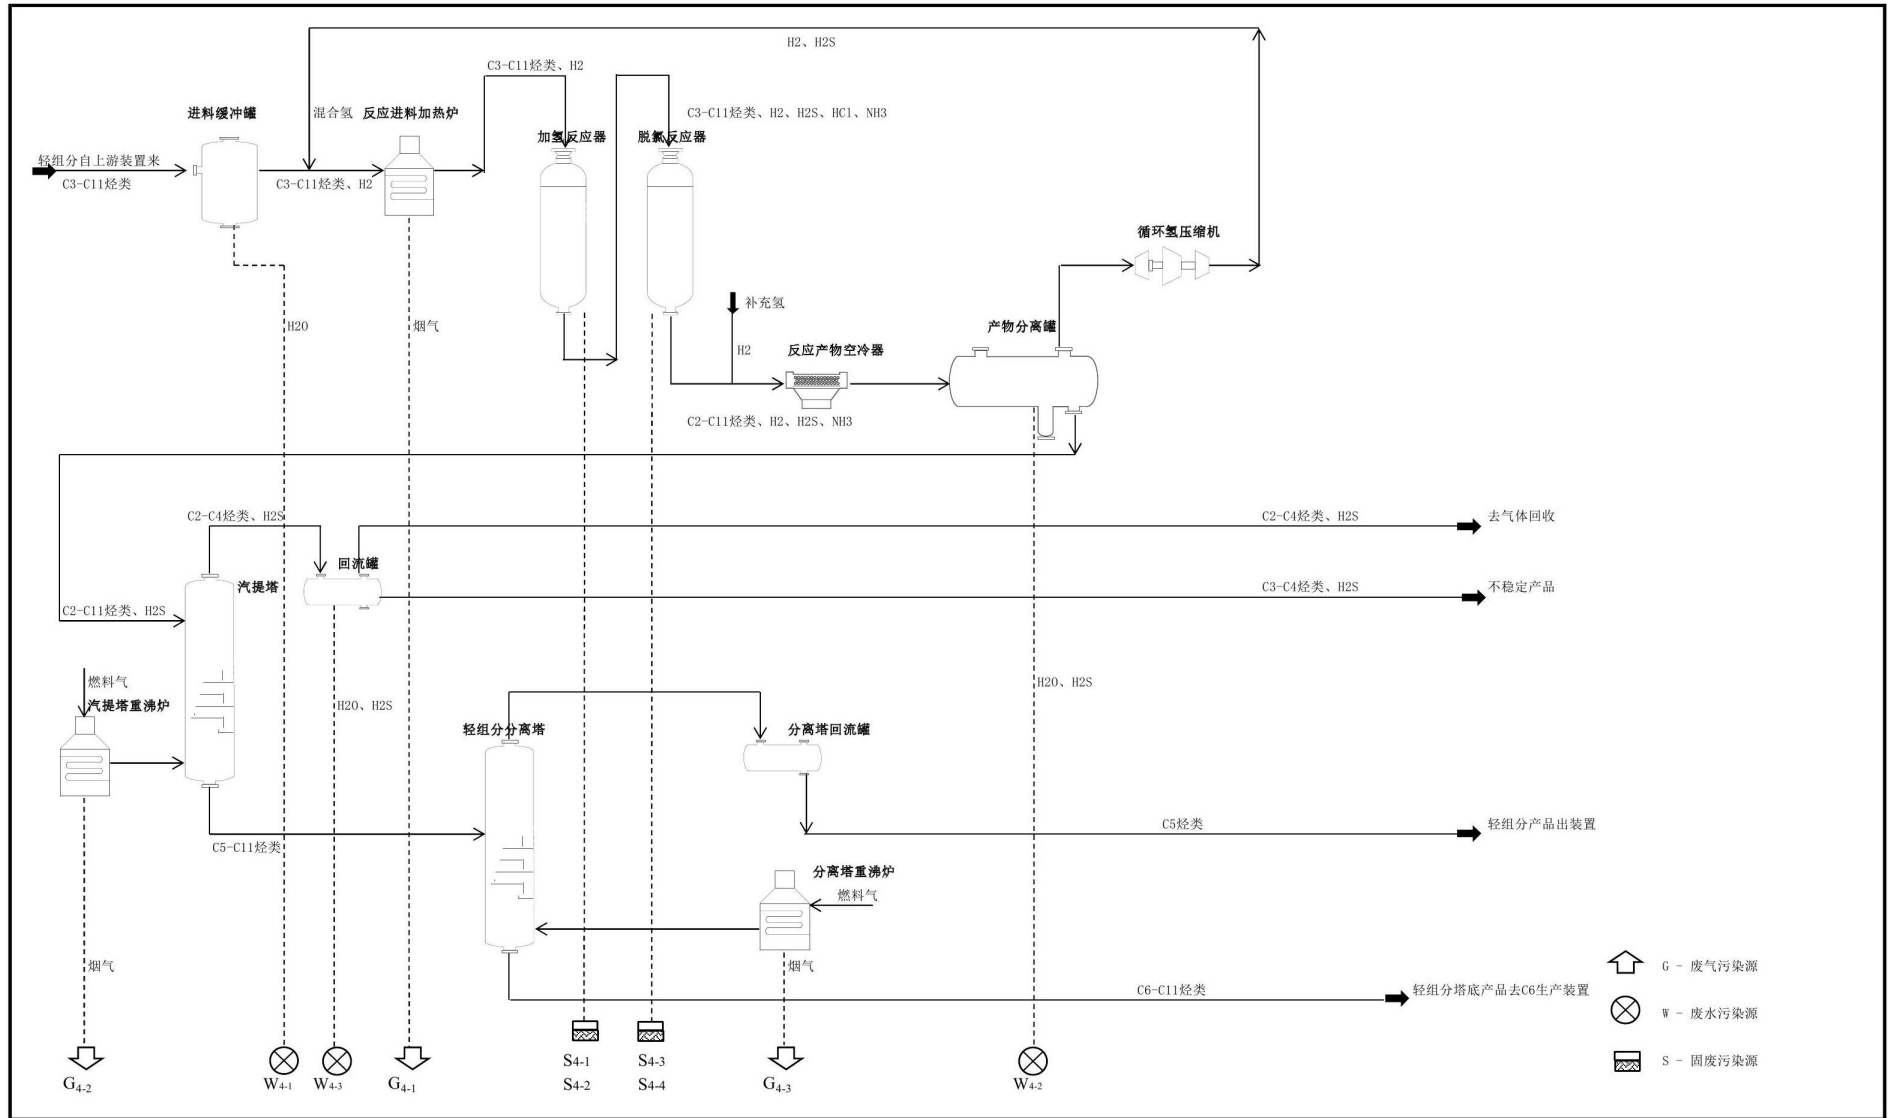 H2、H2S
C3-C11烃类、H2
进料缓冲罐
混合氢
反应进料加热炉
C3-C11烃类、H2、H2S、HCl、NH3
加氢反应器
脱氯反应器
轻组分自上游装置来
C3-C11烃类
C3-C11烃类、H2
循环氢压缩机
补充氢
H2O
烟气
产物分离罐
H2
反应产物空冷器
C2-C11烃类、H2、H2S、NH3
C2-C4烃类、H2S
C2-C4烃类、H2S
去气体回收
回流罐
汽提塔
C3-C4烃类、H2S
不稳定产品
C2-C11烃类、H2S
燃料气
汽提塔重沸炉
H2O、H2S
H2O、H2S
轻组分分离塔
分离塔回流罐
C5烃类
轻组分产品出装置
C5-C11烃类
分离塔重沸炉
燃料气
烟气
烟气
C6-C11烃类
轻组分塔底产品去C6生产装置
G - 废气污染源
W - 废水污染源
S - 固废污染源
G4-2
W4-1
W4-3
G4-1
S4-1
S4-2
S4-3
S4-4
G4-3
W4-2